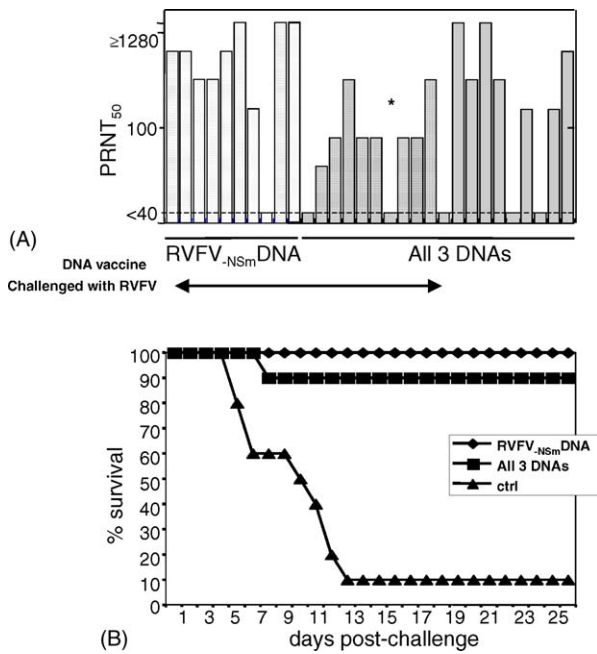 ≥1280
PRNT50
100
*
<40
(A)
RVFV-NSmDNA All 3 DNAs
DNA vaccine
Challenged with RVFV
100
90
80
70
60
50
40
30
20
10
0
% survival
RVFV-NSmDNA
All 3 DNAs
ctrl
1 3 5 7 9 11 13 15 17 19 21 23 25
(B) days post-challenge